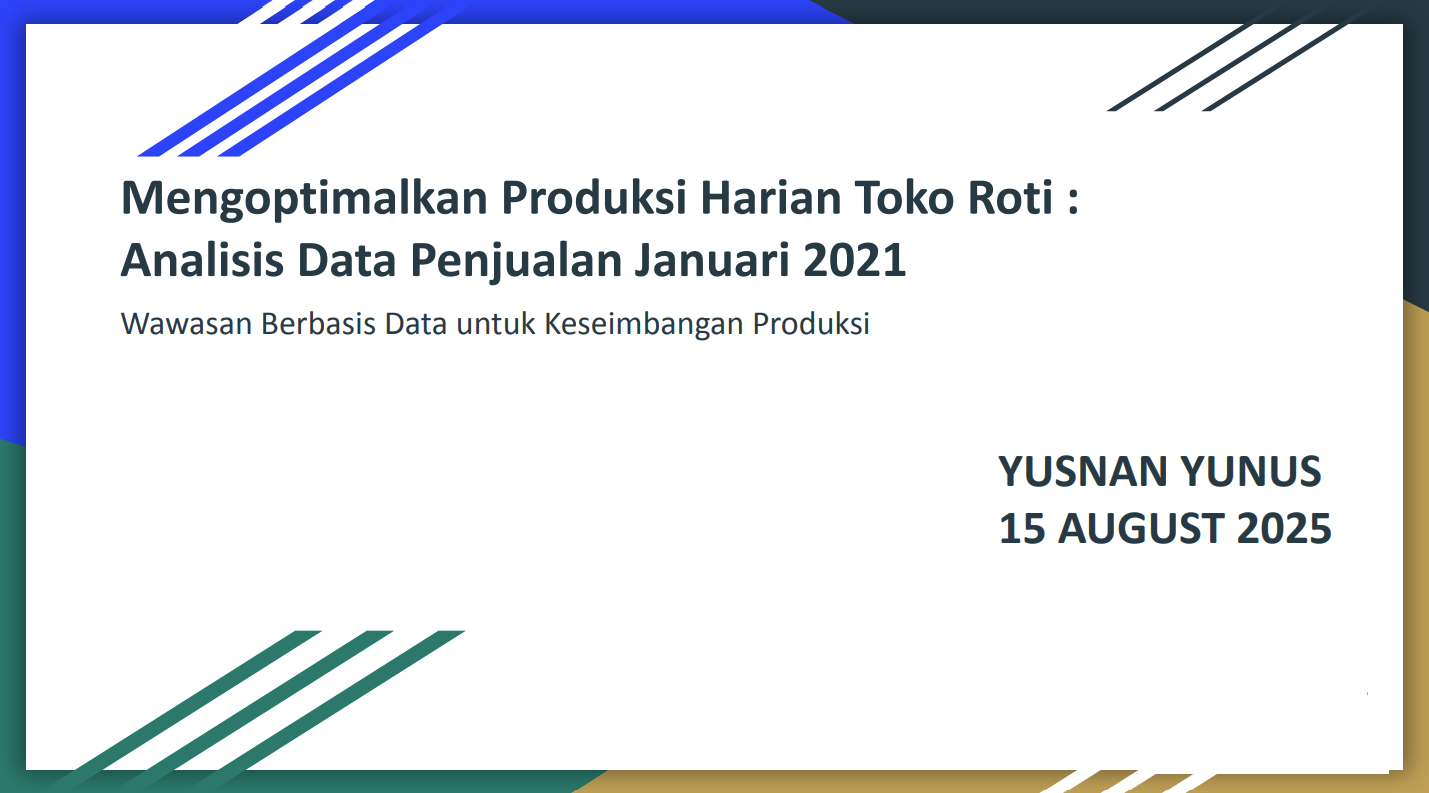 Mengoptimalkan Produksi Harian Toko Roti :
Analisis Data Penjualan Januari 2021
Wawasan Berbasis Data untuk Keseimbangan Produksi
YUSNAN YUNUS
15 AUGUST 2025